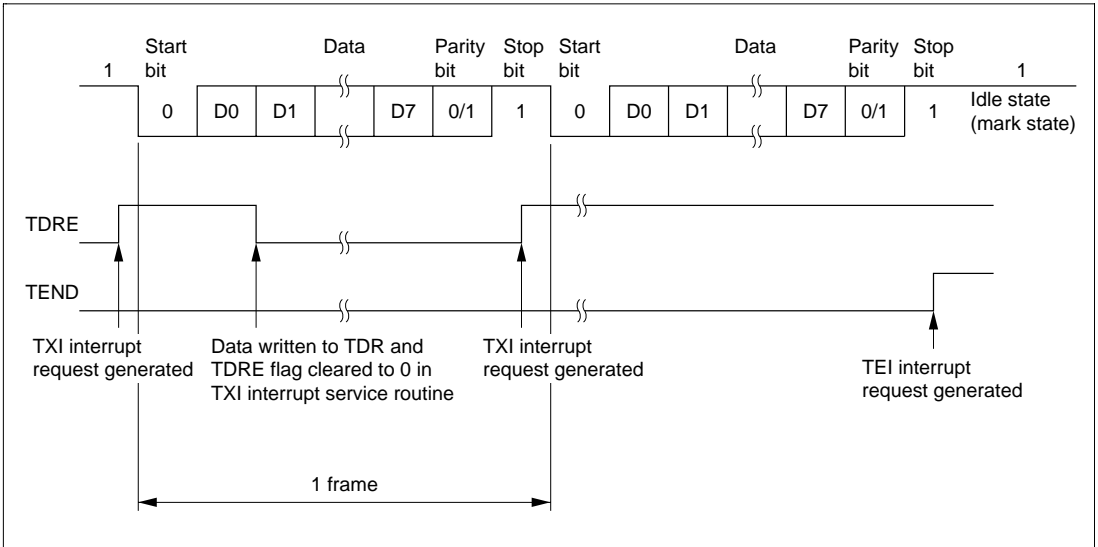 Start bit Data Parity bit Stop bit Start bit Data Parity bit Stop bit
1 0 D0 D1 D7 0/1 1 0 D0 D1 D7 0/1 1 1
Idle state
(mark state)
TDRE
TEND
TXI interrupt
request generated
Data written to TDR and
TDRE flag cleared to 0 in
TXI interrupt service routine
TXI interrupt
request generated
TEI interrupt
request generated
1 frame